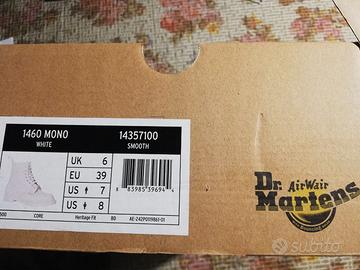 1460 MONO
WHITE
14357100
SMOOTH
UK 6
EU 39
US 7
US 8
CORE
Heritage Fit
BD
Dr.
AirWair
Martens
subito